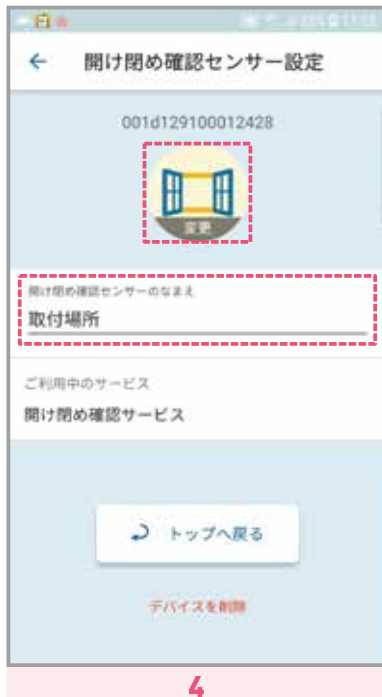 開け閉め確認センサー設定
001d129100012428
変更
開け閉め確認センサーのなまえ
取付場所
ご利用中のサービス
開け閉め確認サービス
トップへ戻る
デバイスを削除
4